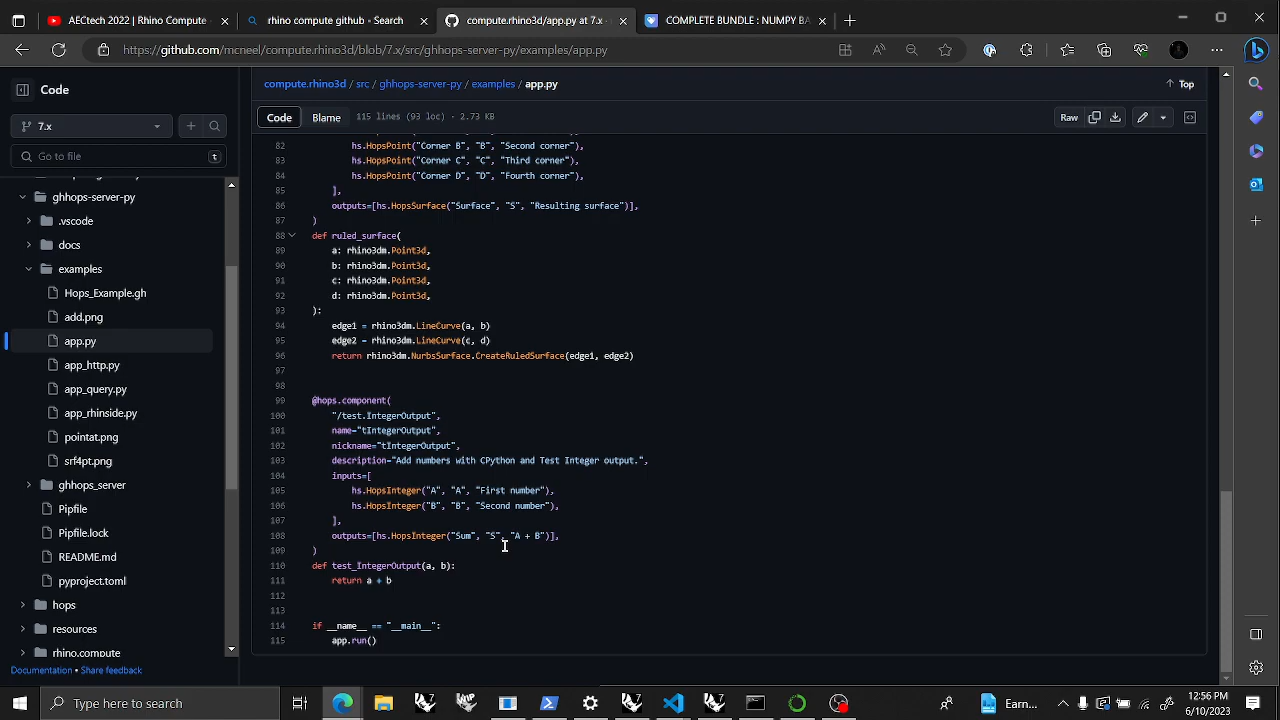 AECtech 2022 | Rhino Compute
rhino compute github - Search
compute.rhino3d/app.py at 7.x
COMPLETE BUNDLE : NUMPY BA
https://github.com/mcneel/compute.rhino3d/blob/7.x/src/ghhops-server-py/examples/app.py
Code
compute.rhino3d / src / ghhops-server-py / examples / app.py
Top
7.x
Code
Blame
115 lines (93 loc) · 2.73 KB
Raw
Go to file
t
ghhops-server-py
.vscode
docs
examples
Hops_Example.gh
add.png
app.py
app_http.py
app_query.py
app_rhinside.py
pointat.png
srf4pt.png
ghhops_server
Pipfile
Pipfile.lock
README.md
pyproject.toml
hops
resources
rhino.compute
Documentation • Share feedback
82 hs.HopsPoint("Corner B", "B", "Second corner"),
83 hs.HopsPoint("Corner C", "C", "Third corner"),
84 hs.HopsPoint("Corner D", "D", "Fourth corner"),
85 ],
86 outputs=[hs.HopsSurface("Surface", "S", "Resulting surface")],
87 )
88 def ruled_surface(
89 a: rhino3dm.Point3d,
90 b: rhino3dm.Point3d,
91 c: rhino3dm.Point3d,
92 d: rhino3dm.Point3d,
93 ):
94 edge1 = rhino3dm.LineCurve(a, b)
95 edge2 = rhino3dm.LineCurve(c, d)
96 return rhino3dm.NurbsSurface.CreateRuledSurface(edge1, edge2)
97
98
99 @hops.component(
100 "/test.IntegerOutput",
101 name="tIntegerOutput",
102 nickname="tIntegerOutput",
103 description="Add numbers with CPython and Test Integer output.",
104 inputs=[
105 hs.HopsInteger("A", "A", "First number"),
106 hs.HopsInteger("B", "B", "Second number"),
107 ],
108 outputs=[hs.HopsInteger("Sum", "S", "A + B")],
109 )
110 def test_IntegerOutput(a, b):
111 return a + b
112
113
114 if __name__ == "__main__":
115 app.run()
Type here to search
Earn...
12:56 PM
6/10/2023